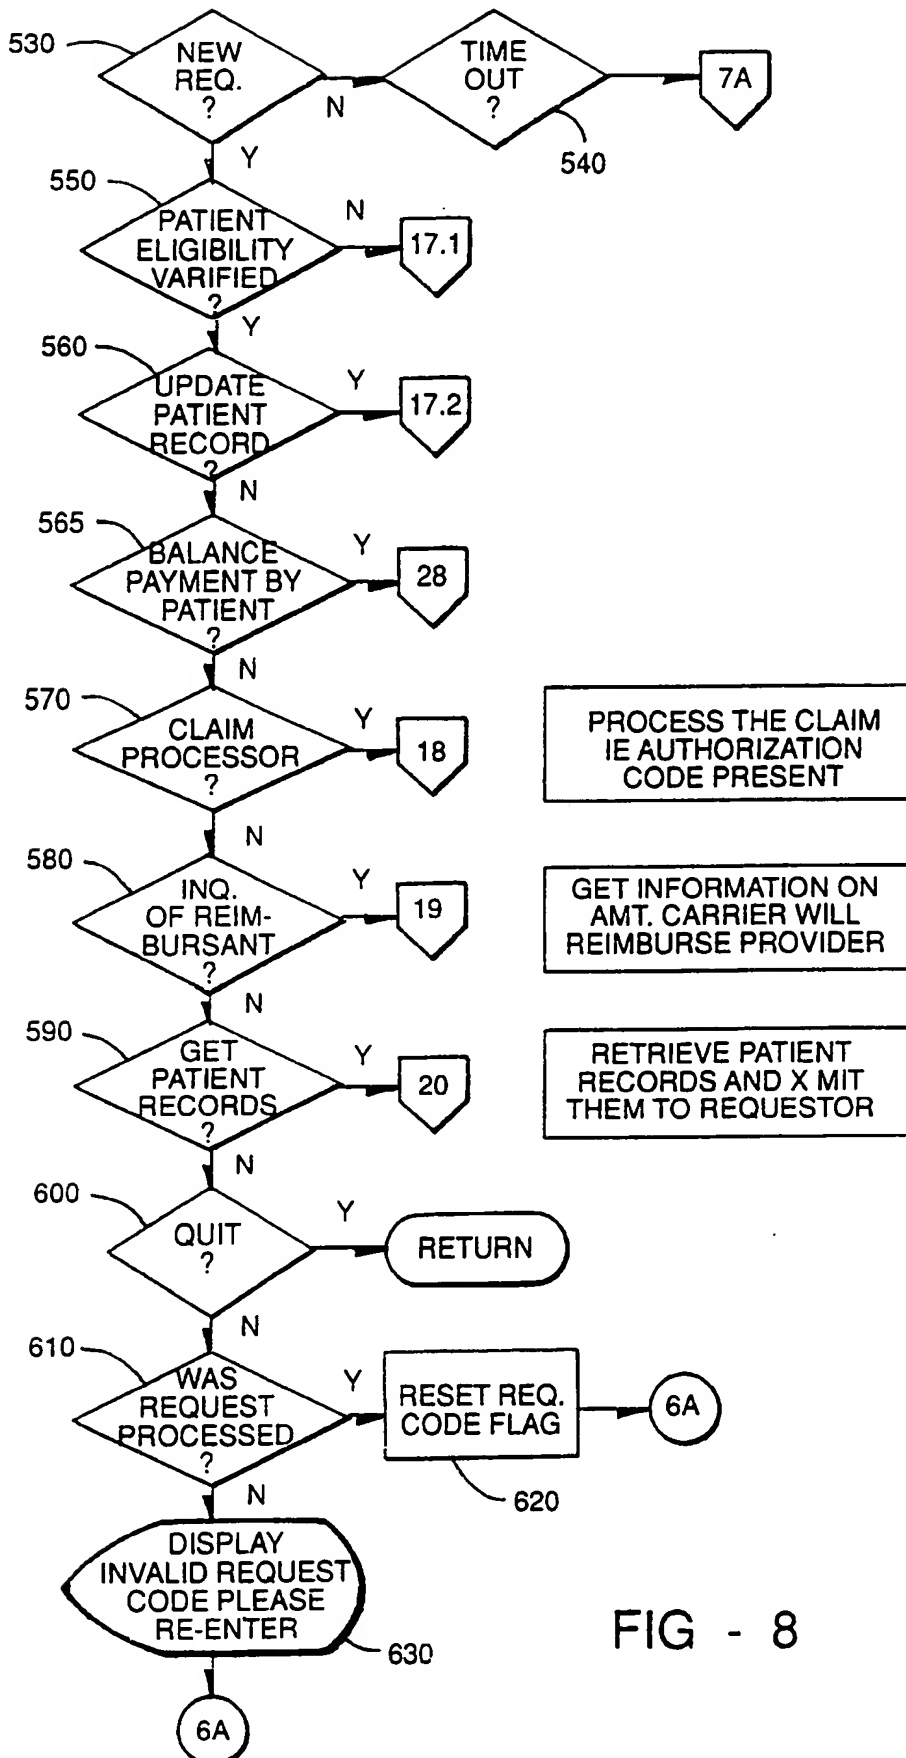 530
NEW
REQ.
?
N
TIME
OUT
?
540
7A
Y
550
PATIENT
ELIGIBILITY
VARIFIED
?
N
17.1
Y
560
UPDATE
PATIENT
RECORD
?
Y
17.2
N
565
BALANCE
PAYMENT BY
PATIENT
?
Y
28
N
570
CLAIM
PROCESSOR
?
Y
18
PROCESS THE CLAIM
IE AUTHORIZATION
CODE PRESENT
N
580
INQ.
OF REIM-
BURSANT
?
Y
19
GET INFORMATION ON
AMT. CARRIER WILL
REIMBURSE PROVIDER
N
590
GET
PATIENT
RECORDS
?
Y
20
RETRIEVE PATIENT
RECORDS AND X MIT
THEM TO REQUESTOR
N
600
QUIT
?
Y
RETURN
N
610
WAS
REQUEST
PROCESSED
?
Y
RESET REQ.
CODE FLAG
620
6A
N
DISPLAY
INVALID REQUEST
CODE PLEASE
RE-ENTER
630
6A
FIG - 8